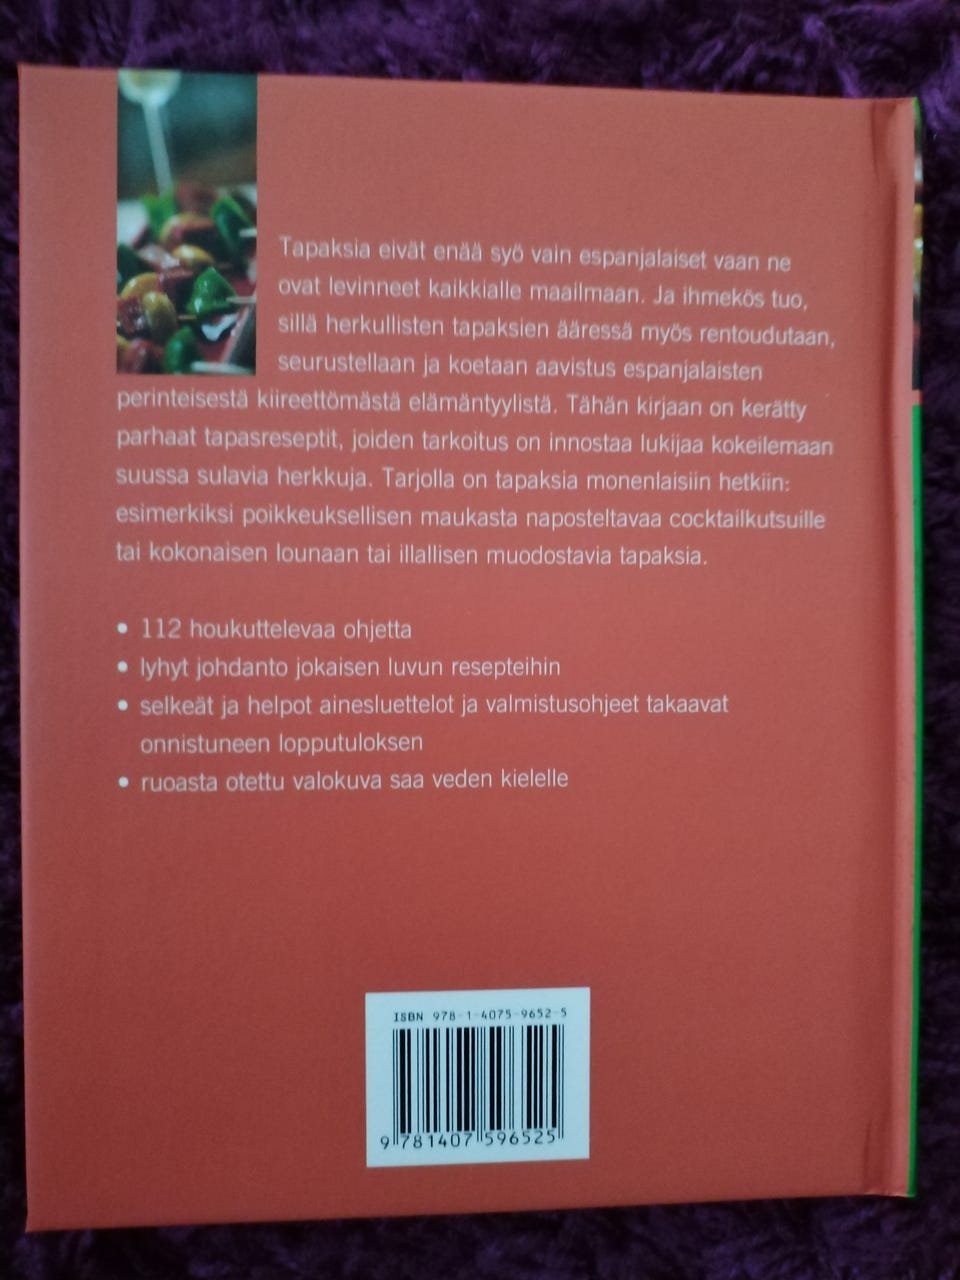 Tapaksia eivät enää syö vain espanjalaiset vaan ne
ovat levinneet kaikkialle maailmaan. Ja ihmekös tuo,
sillä herkullisten tapaksien ääressä myös rentoudutaan,
seurustellaan ja koetaan aavistus espanjalaisten
perinteisestä kiireettömästä elämäntyylistä. Tähän kirjaan on kerätty
parhaat tapasreseptit, joiden tarkoitus on innostaa lukijaa kokeilemaan
suussa sulavia herkkuja. Tarjolla on tapaksia monenlaisiin hetkiin:
esimerkiksi poikkeuksellisen maukasta naposteltavaa cocktailkutsuille
tai kokonaisen lounaan tai illallisen muodostavia tapaksia.
• 112 houkuttelevaa ohjetta
• lyhyt johdanto jokaisen luvun resepteihin
• selkeät ja helpot ainesluettelot ja valmistusohjeet takaavat
onnistuneen lopputuloksen
• ruoasta otettu valokuva saa veden kielelle
ISBN 978-1-4075-9652-5
9 781407 596525